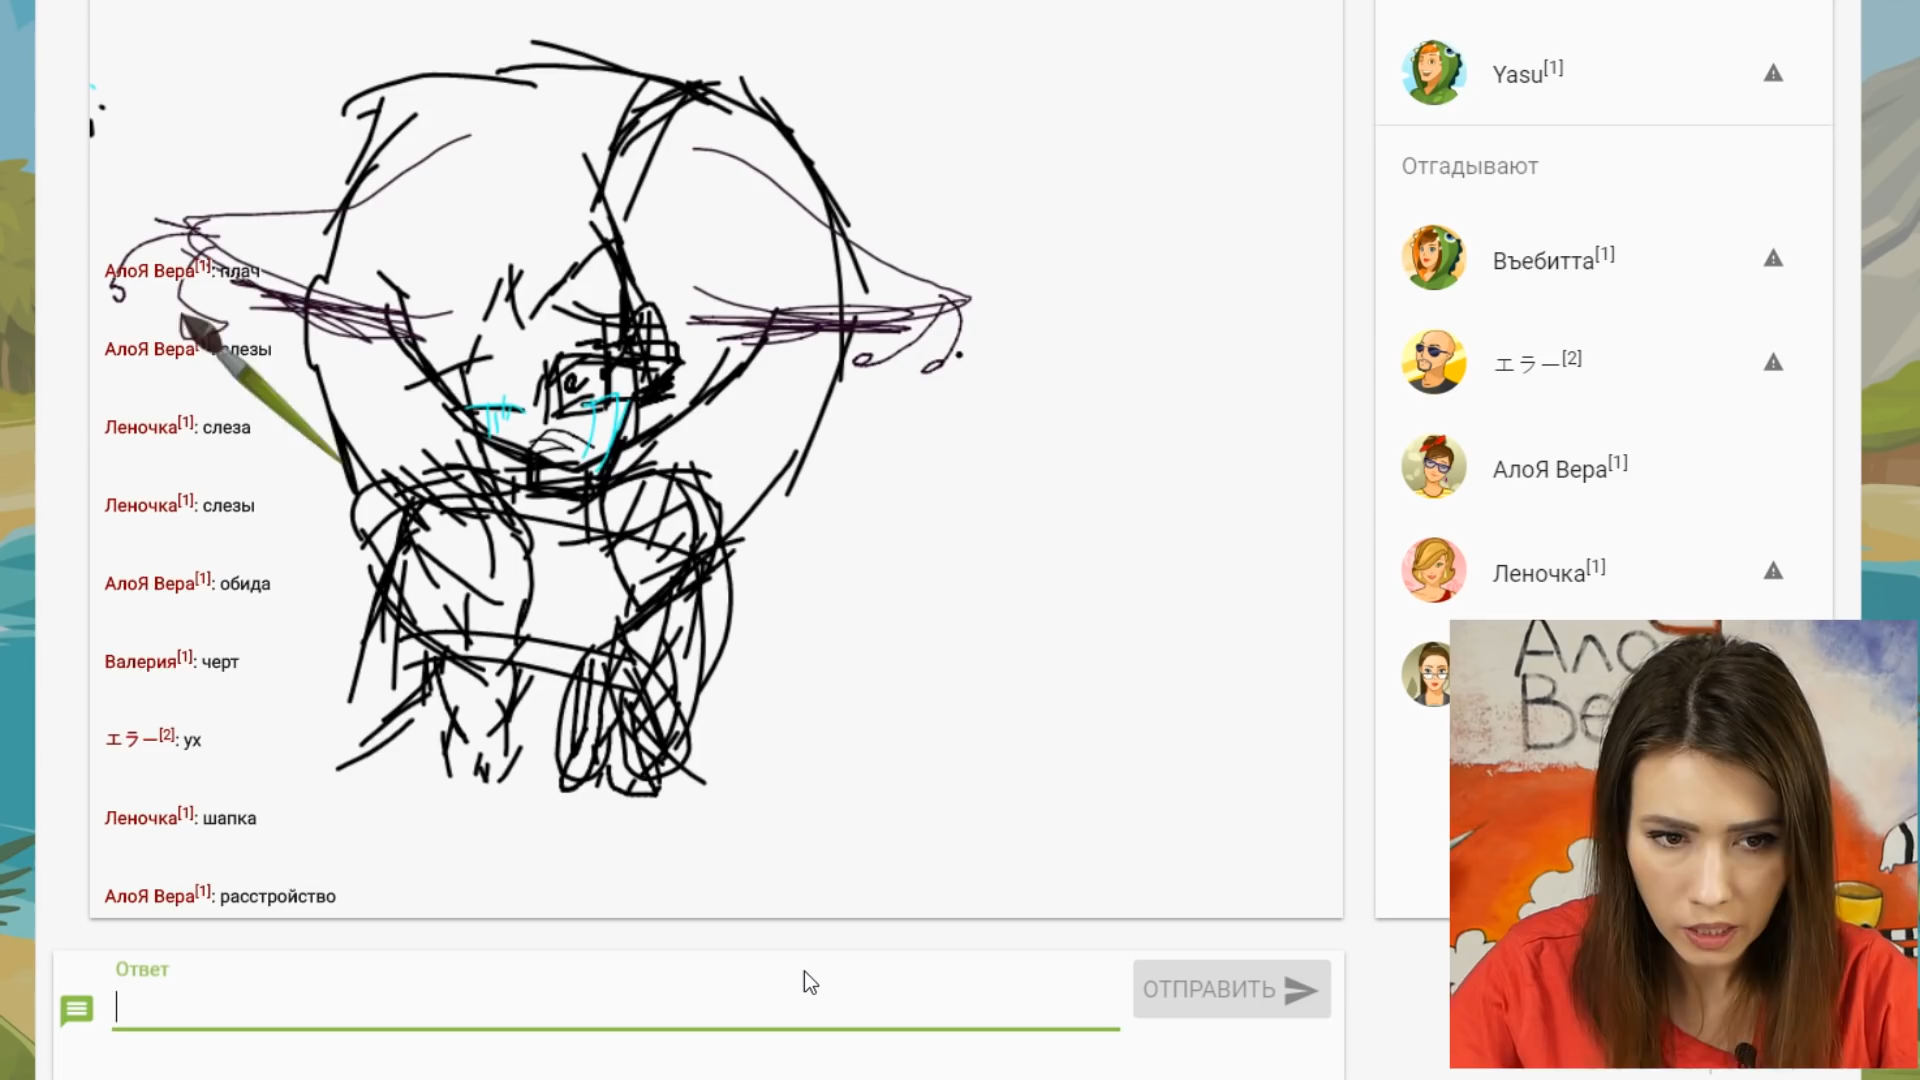 Yasu[1]
Отгадывают
Въебитта[1]
エラー[2]
АлоЯ Вера[1]
Леночка[1]
АлоЯ Вера[1]: плач
АлоЯ Вера
Леночка[1]: слеза
Леночка[1]: слезы
АлоЯ Вера[1]: обида
Валерия[1]: черт
エラー[2]: ух
Леночка[1]: шапка
АлоЯ Вера[1]: расстройство
Ответ
ОТПРАВИТЬ